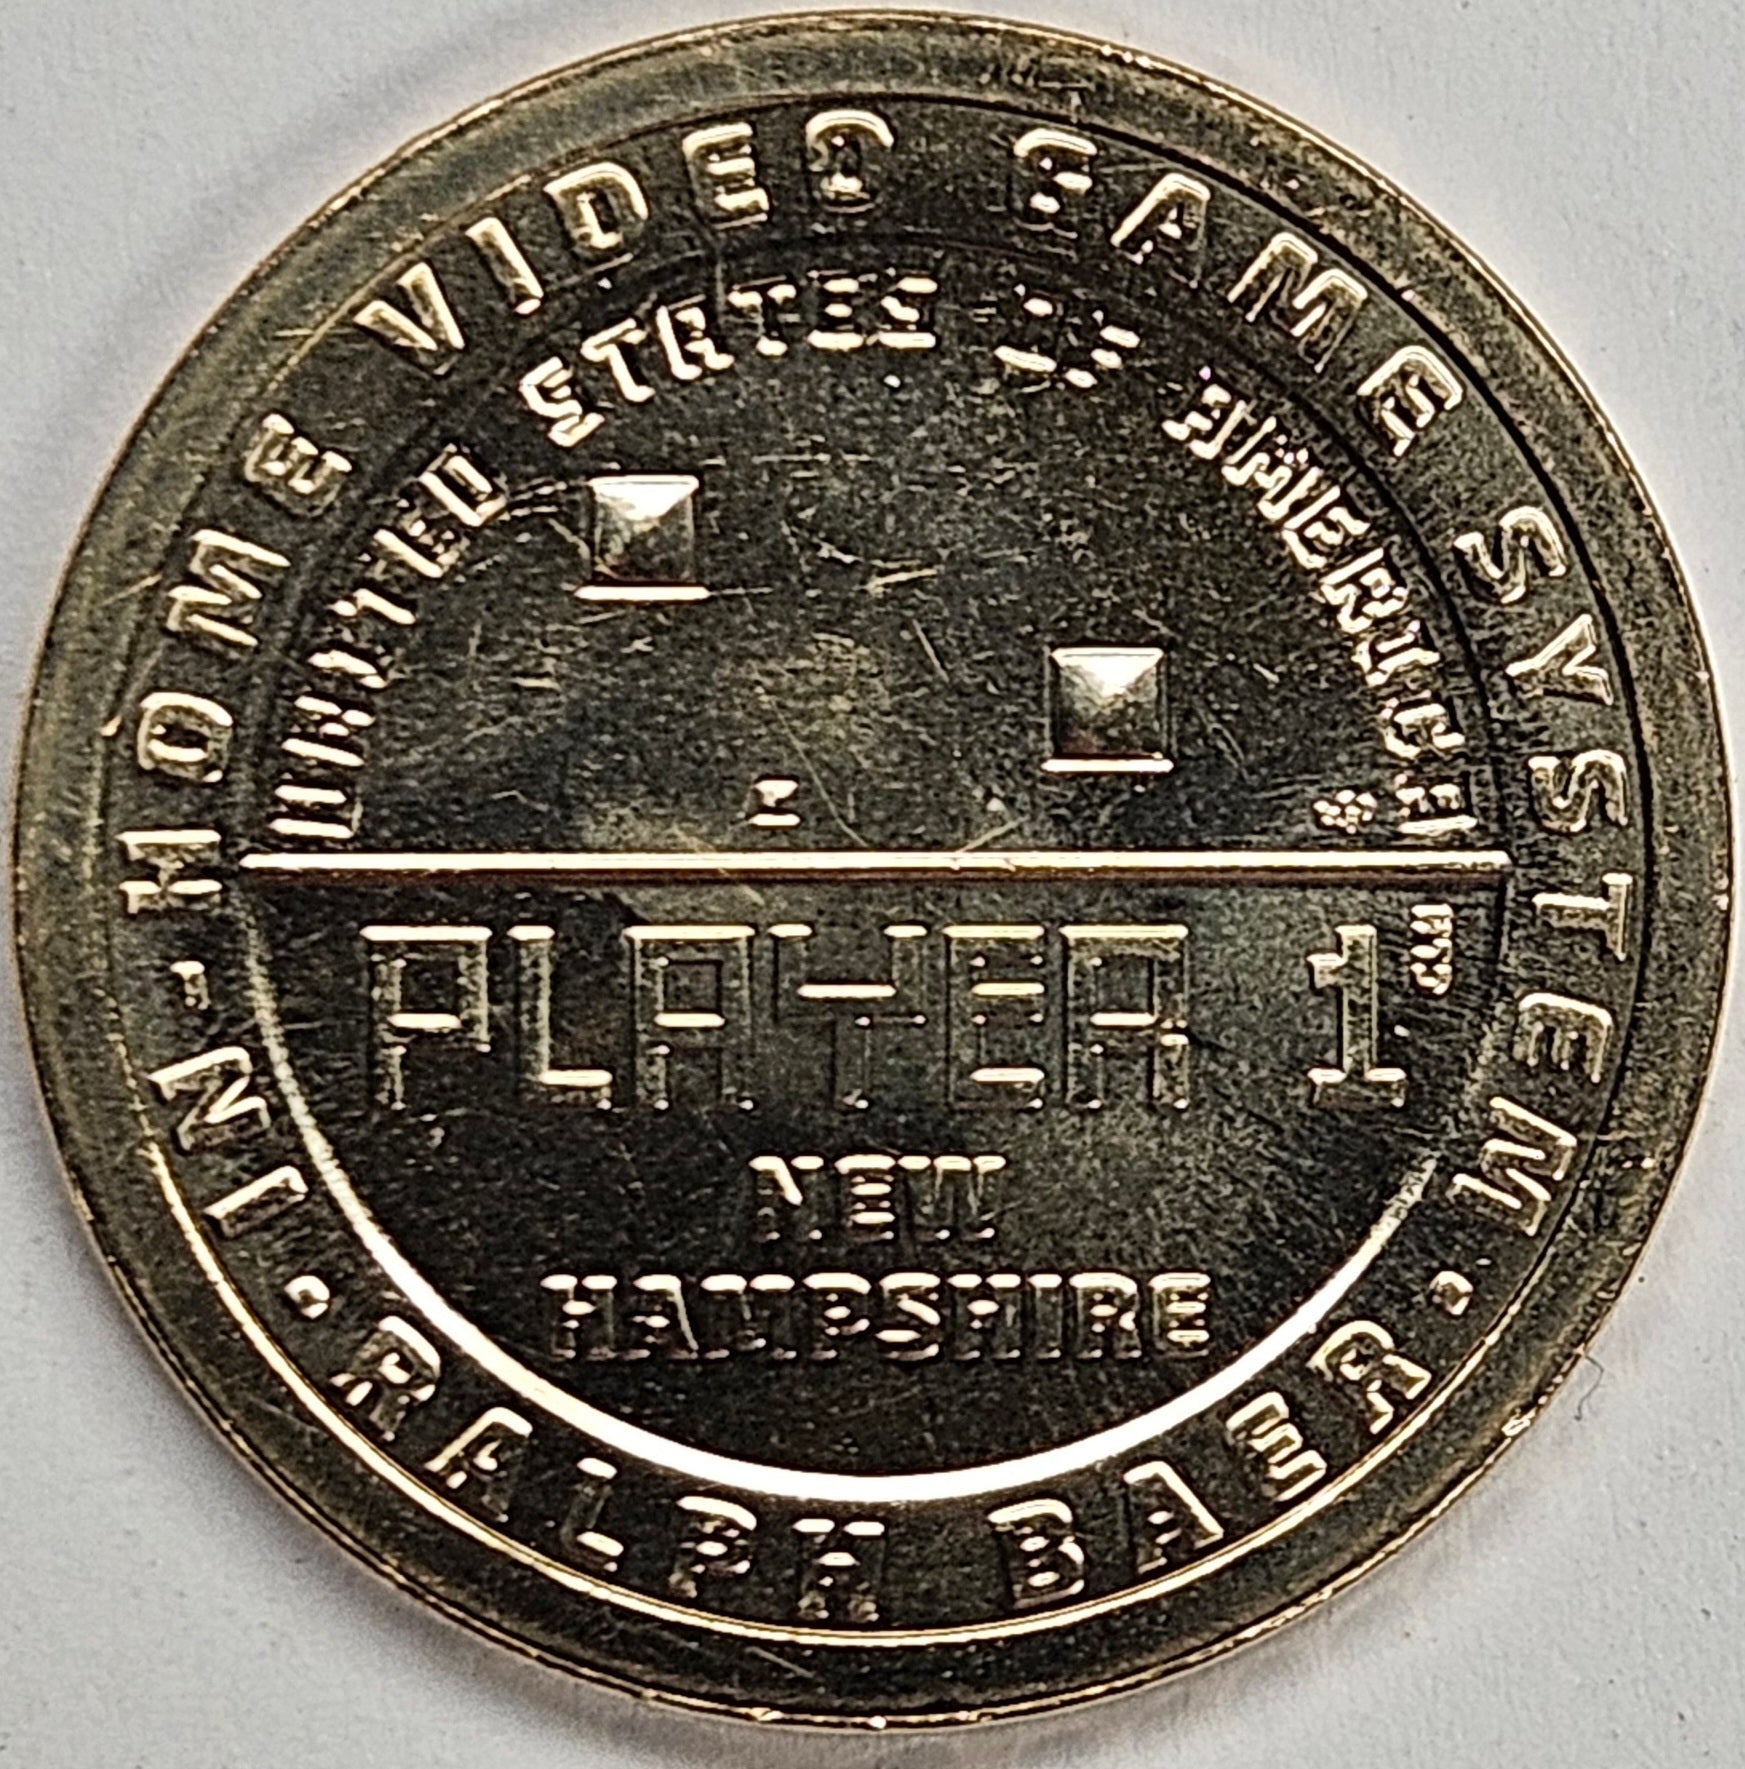 · IN · HOME VIDEO GAME SYSTEM ·
UNITED STATES OF AMERICA
PLAYER 1
NEW
HAMPSHIRE
RALPH BAER